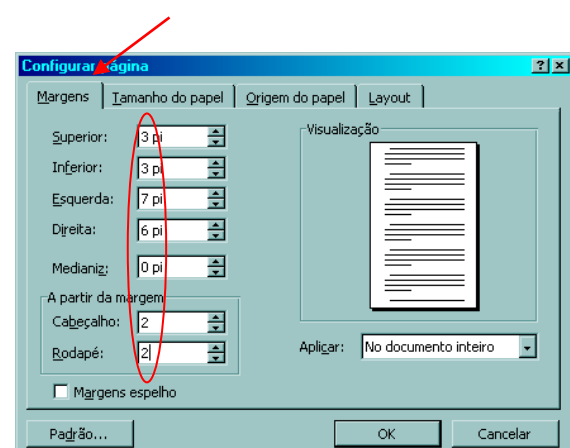 Configurar Página
Margens Tamanho do papel Origem do papel Layout
Superior: 3 pi
Inferior: 3 pi
Esquerda: 7 pi
Direita: 6 pi
Medianiz: 0 pi
A partir da margem
Cabeçalho: 2
Rodapé: 2
Margens espelho
Visualização
Aplicar: No documento inteiro
Padrão... OK Cancelar